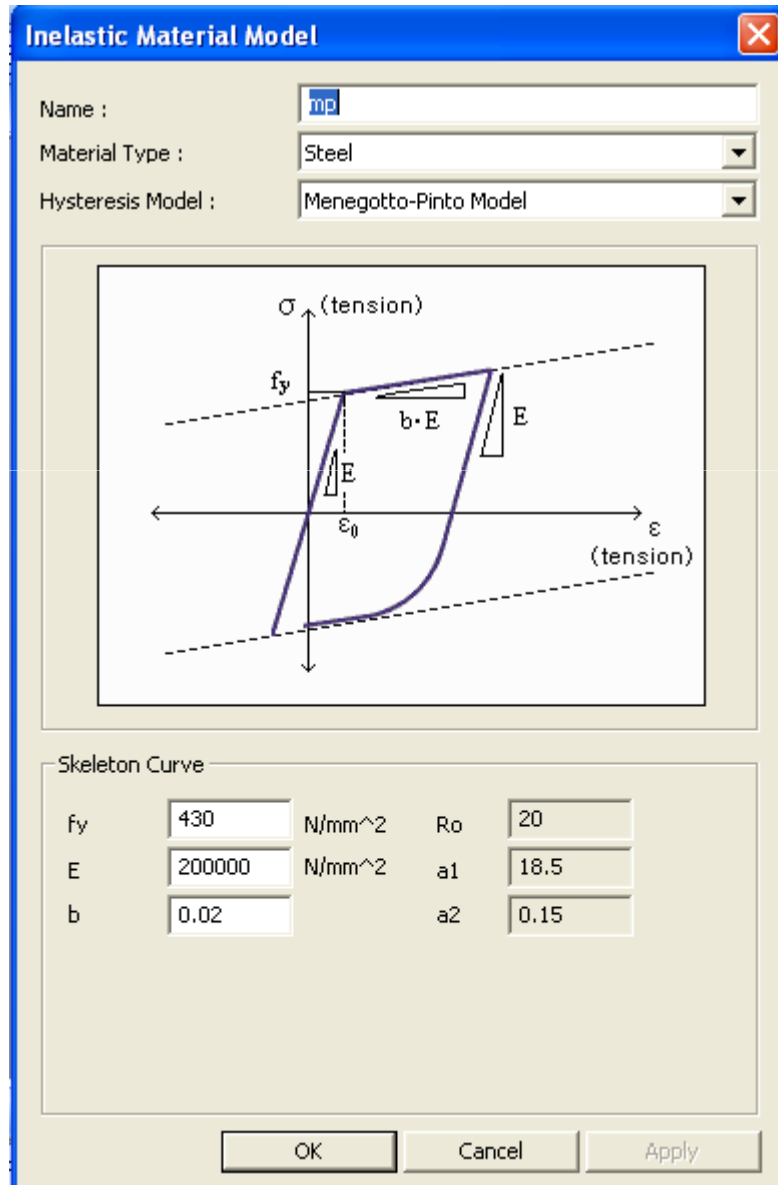 Inelastic Material Model
Name : mp
Material Type : Steel
Hysteresis Model : Menegotto-Pinto Model
σ (tension)
fy
b·E
E
E
ε0
ε
(tension)
Skeleton Curve
fy 430 N/mm^2 Ro 20
E 200000 N/mm^2 a1 18.5
b 0.02 a2 0.15
OK Cancel Apply